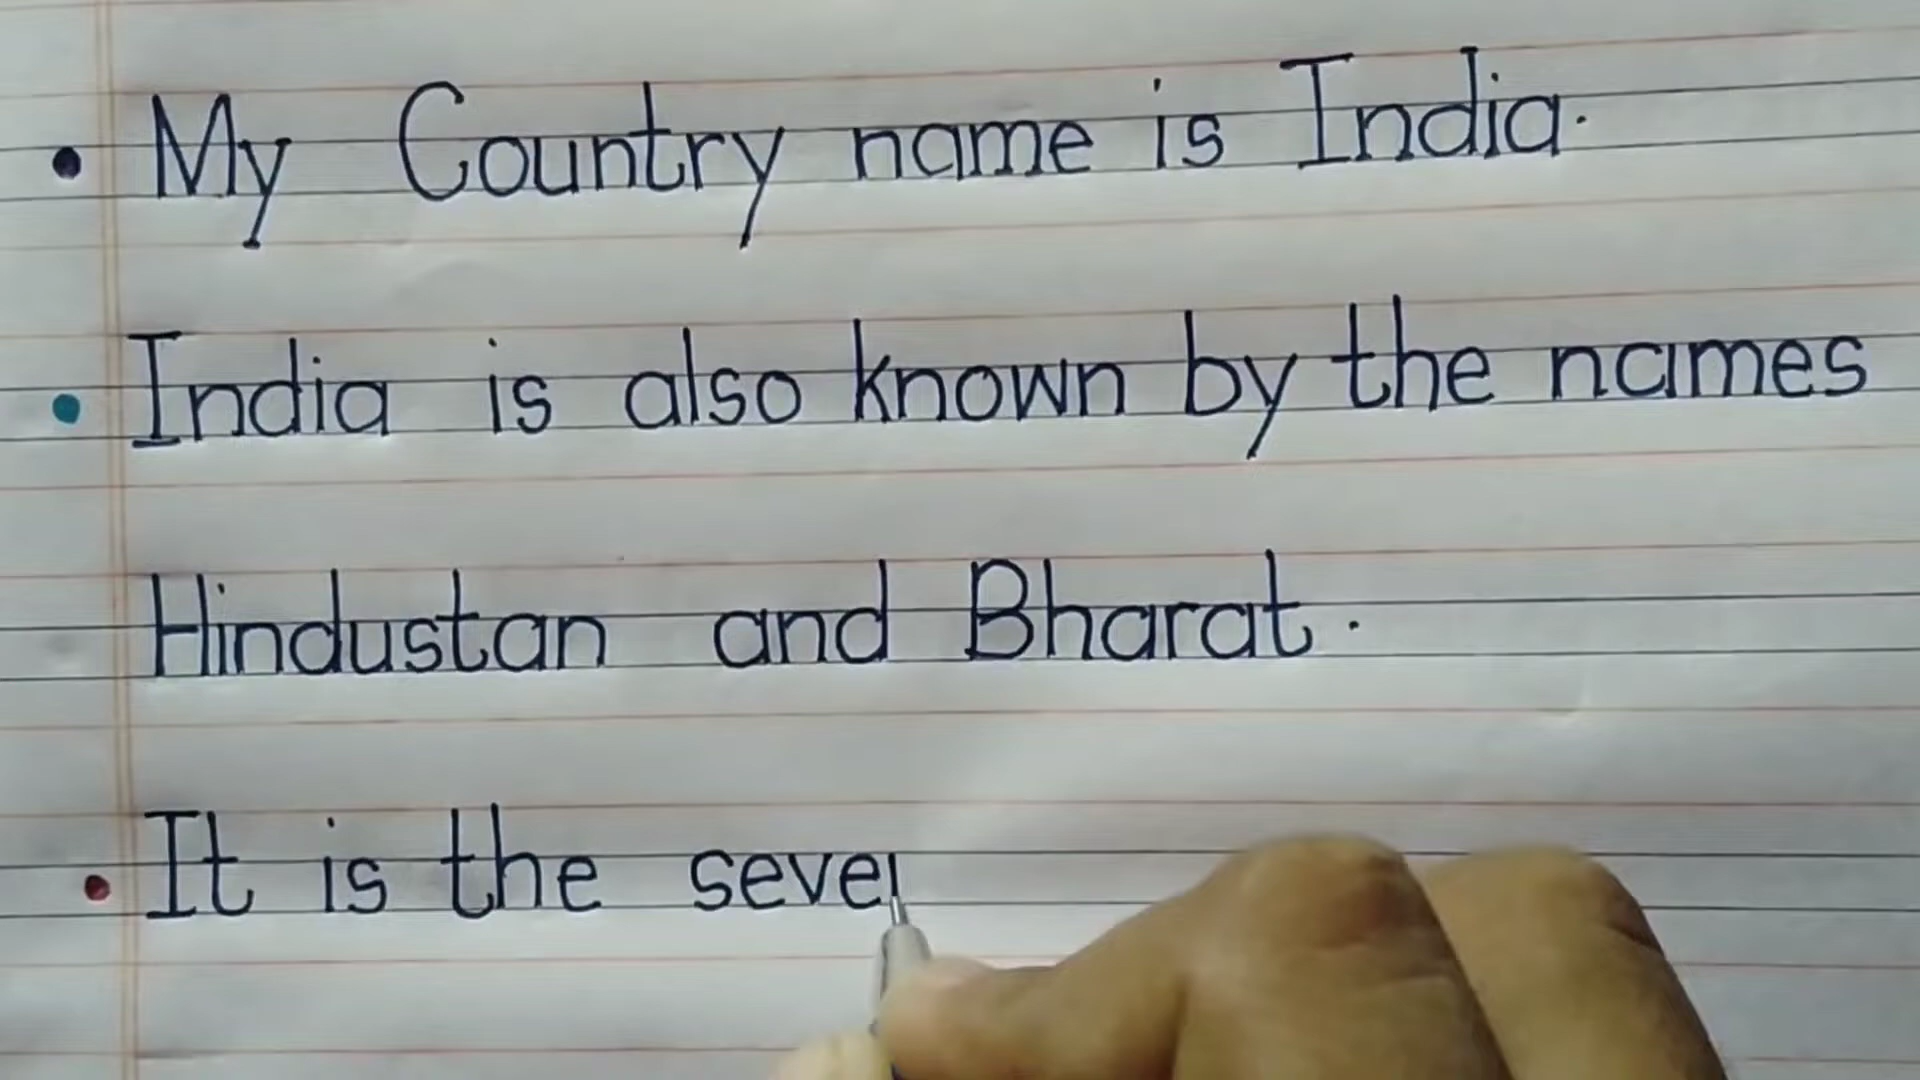 • My Country name is India.
• India is also known by the names
Hindustan and Bharat.
• It is the seve